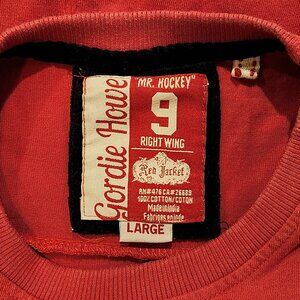 Gordie Howe
"MR. HOCKEY"
9
RIGHT WING
Red Jacket
RN#476 CA#26689
100% COTTON/COTON
Made in India
Fabriqué en Inde
LARGE